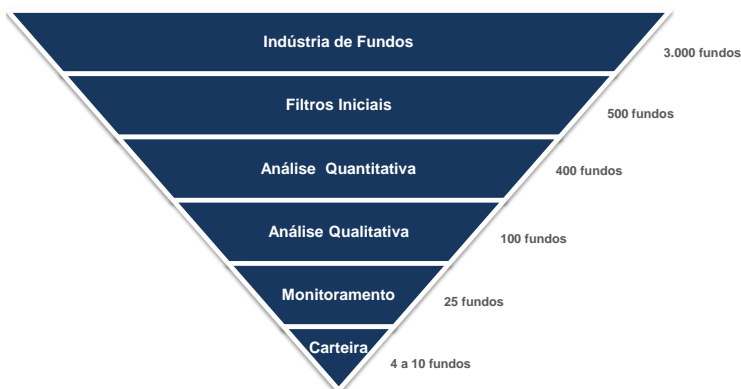 Indústria de Fundos
3.000 fundos
Filtros Iniciais
500 fundos
Análise Quantitativa
400 fundos
Análise Qualitativa
100 fundos
Monitoramento
25 fundos
Carteira
4 a 10 fundos